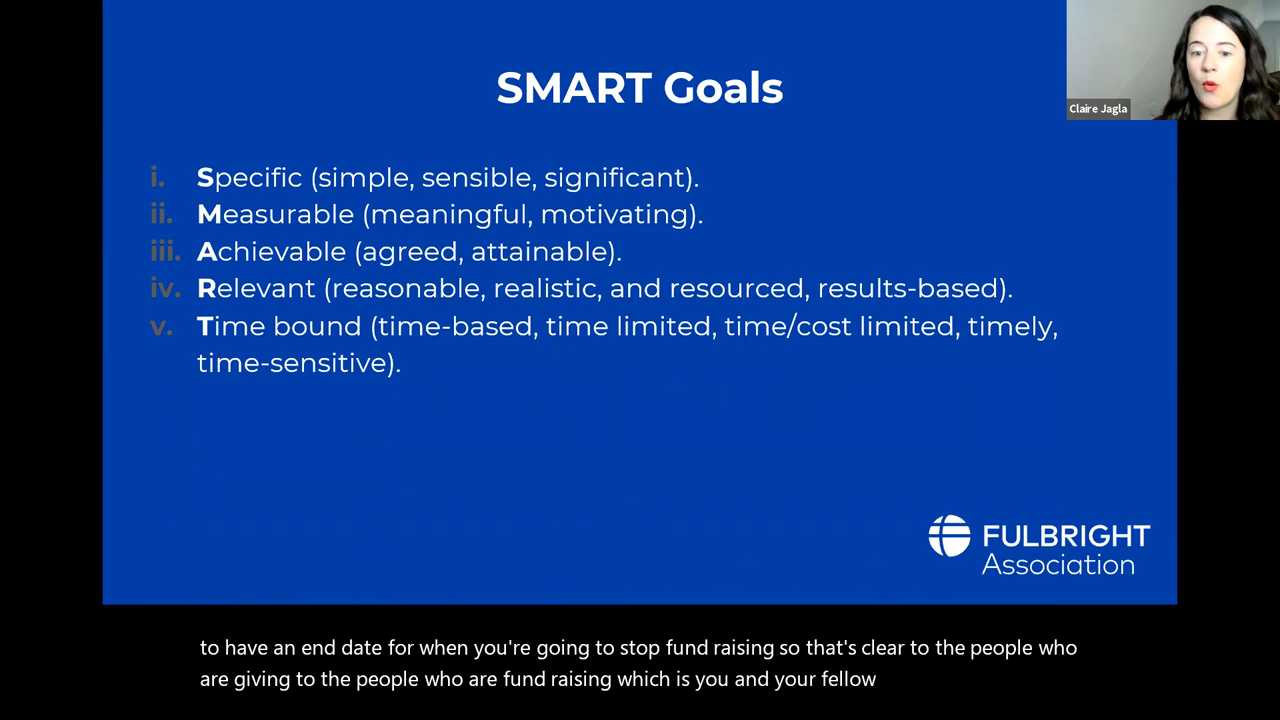 SMART Goals
Claire Jagla
i. Specific (simple, sensible, significant).
ii. Measurable (meaningful, motivating).
iii. Achievable (agreed, attainable).
iv. Relevant (reasonable, realistic, and resourced, results-based).
v. Time bound (time-based, time limited, time/cost limited, timely,
time-sensitive).
FULBRIGHT
Association
to have an end date for when you're going to stop fund raising so that's clear to the people who
are giving to the people who are fund raising which is you and your fellow